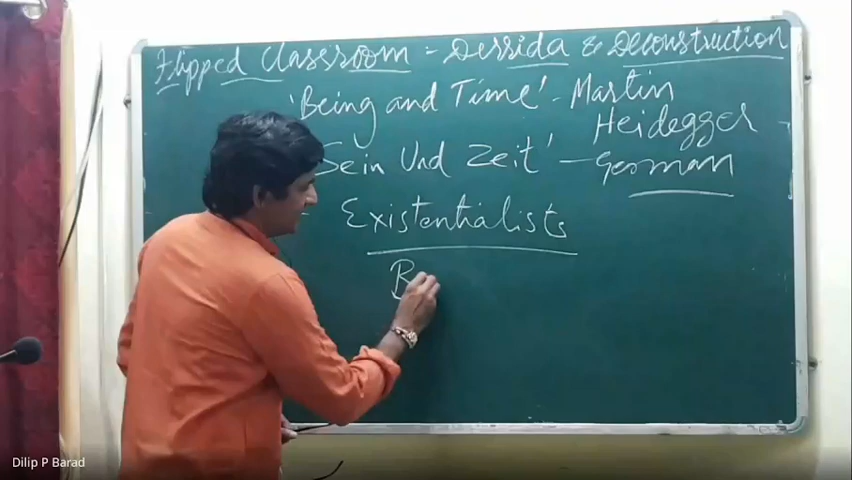 Flipped Classroom = Derrida & Deconstruction
'Being and Time' - Martin
Heidegger
Sein Und Zeit' - German
Existentialists
B
Dilip P Barad